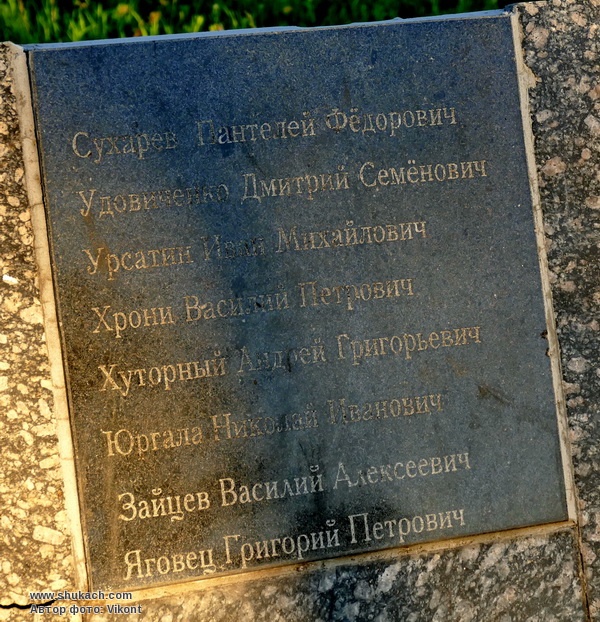 Сухарев Пантелей Фёдорович
Удовиченко Дмитрий Семёнович
Урсатин Иван Михайлович
Хрони Василий Петрович
Хуторный Андрей Григорьевич
Юргала Николай Иванович
Зайцев Василий Алексеевич
Яговец Григорий Петрович
www.shukach.com
Автор фото: Vikont